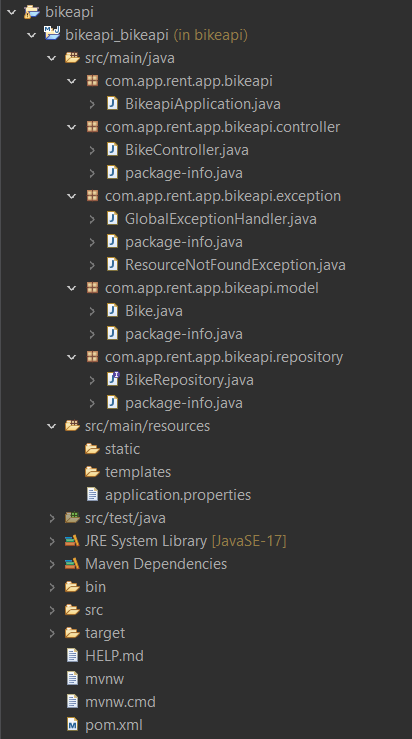 bikeapi
bikeapi_bikeapi (in bikeapi)
src/main/java
com.app.rent.app.bikeapi
BikeapiApplication.java
com.app.rent.app.bikeapi.controller
BikeController.java
package-info.java
com.app.rent.app.bikeapi.exception
GlobalExceptionHandler.java
package-info.java
ResourceNotFoundException.java
com.app.rent.app.bikeapi.model
Bike.java
package-info.java
com.app.rent.app.bikeapi.repository
BikeRepository.java
package-info.java
src/main/resources
static
templates
application.properties
src/test/java
JRE System Library [JavaSE-17]
Maven Dependencies
bin
src
target
HELP.md
mvnw
mvnw.cmd
pom.xml